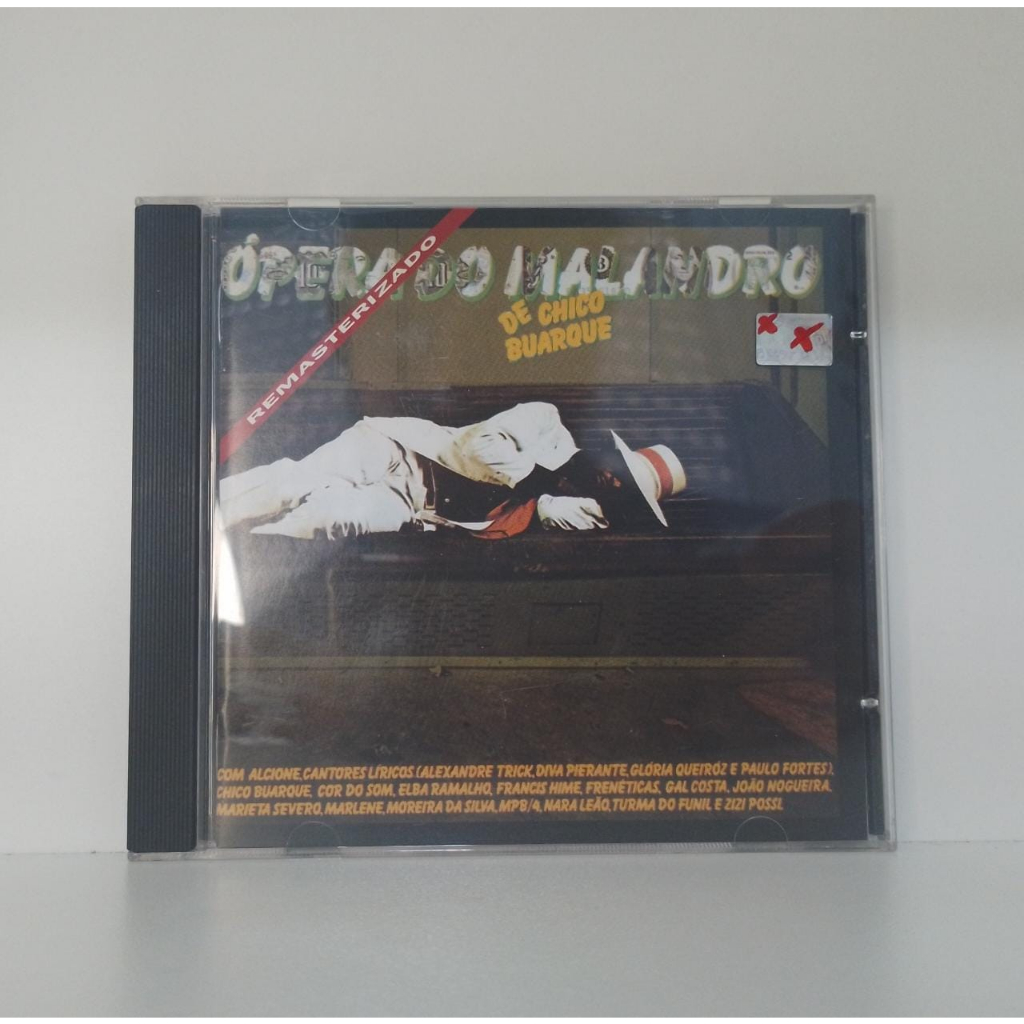 ÓPERA DO MALANDRO
DE CHICO
BUARQUE
REMASTERIZADO
COM ALCIONE, CANTORES LÍRICOS (ALEXANDRE TRICK, DIVA PIERANTE, GLÓRIA QUEIRÓZ E PAULO FORTES),
CHICO BUARQUE, COR DO SOM, ELBA RAMALHO, FRANCIS HIME, FRENÉTICAS, GAL COSTA, JOÃO NOGUEIRA,
MARIETA SEVERO, MARLENE, MOREIRA DA SILVA, MPB/4, NARA LEÃO, TURMA DO FUNIL E ZIZI POSSI.